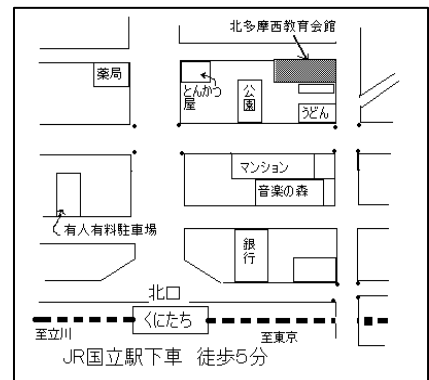 北多摩西教育会館
薬局
とんかつ
屋
公園
うどん
マンション
音楽の森
有人有料駐車場
銀行
北口
くにたち
至立川
至東京
JR国立駅下車 徒歩5分